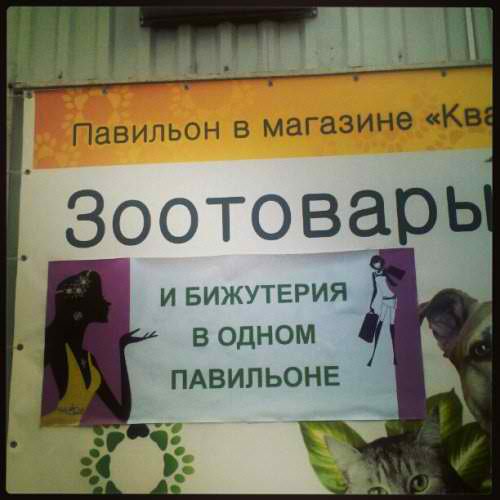 Павильон в магазине «Ква
Зоотовары
И БИЖУТЕРИЯ
В ОДНОМ
ПАВИЛЬОНЕ